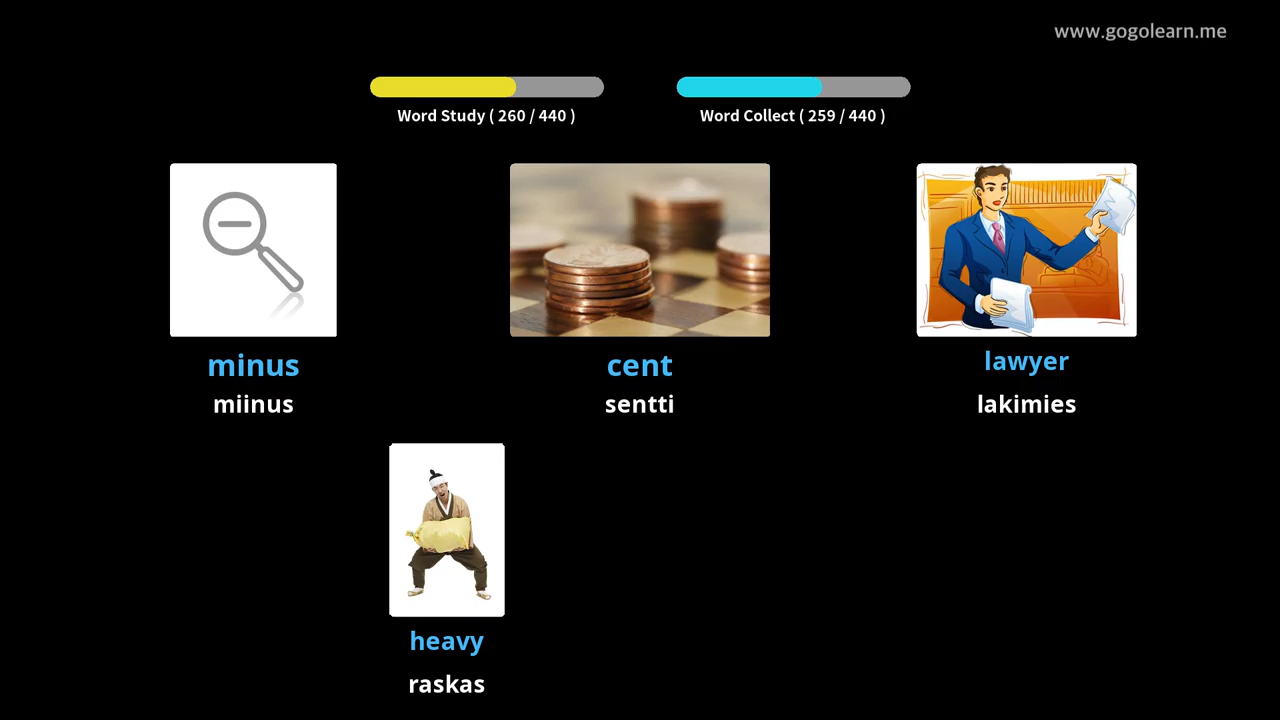 www.gogolearn.me
Word Study ( 260 / 440 )
Word Collect ( 259 / 440 )
minus
miinus
cent
sentti
lawyer
lakimies
heavy
raskas